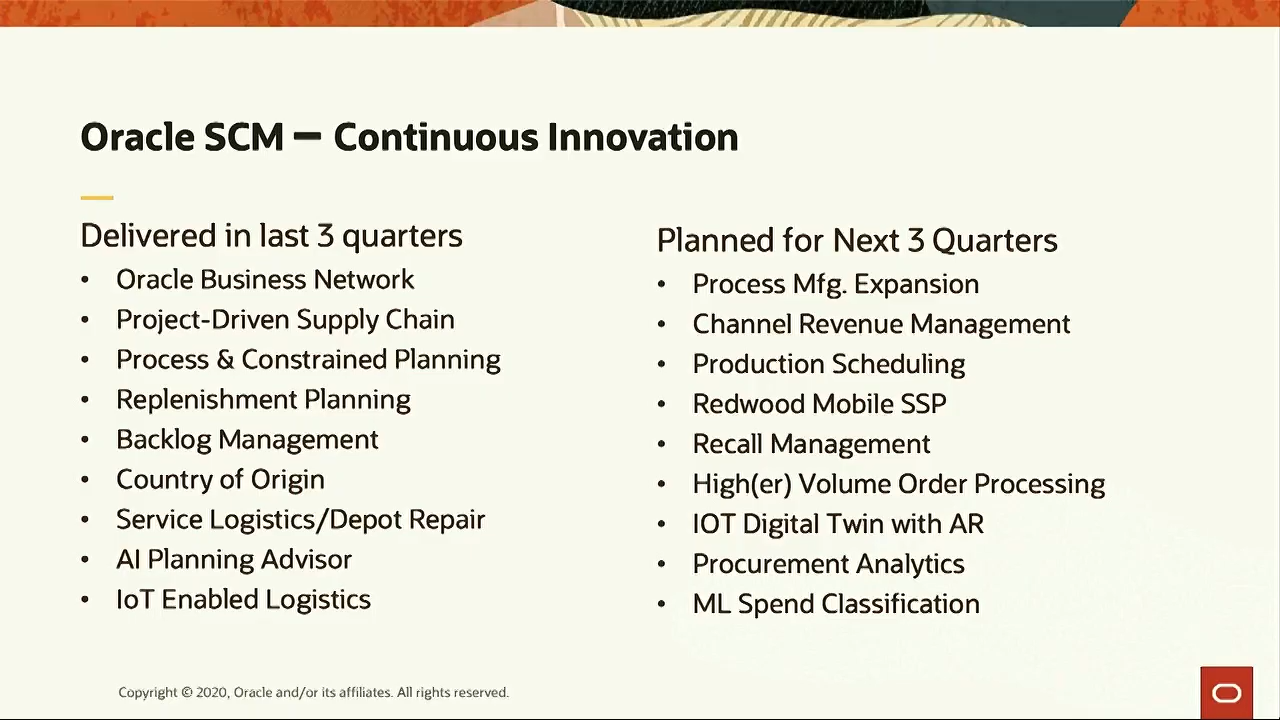 Oracle SCM – Continuous Innovation
Delivered in last 3 quarters
• Oracle Business Network
• Project-Driven Supply Chain
• Process & Constrained Planning
• Replenishment Planning
• Backlog Management
• Country of Origin
• Service Logistics/Depot Repair
• AI Planning Advisor
• IoT Enabled Logistics
Planned for Next 3 Quarters
• Process Mfg. Expansion
• Channel Revenue Management
• Production Scheduling
• Redwood Mobile SSP
• Recall Management
• High(er) Volume Order Processing
• IOT Digital Twin with AR
• Procurement Analytics
• ML Spend Classification
Copyright © 2020, Oracle and/or its affiliates. All rights reserved.